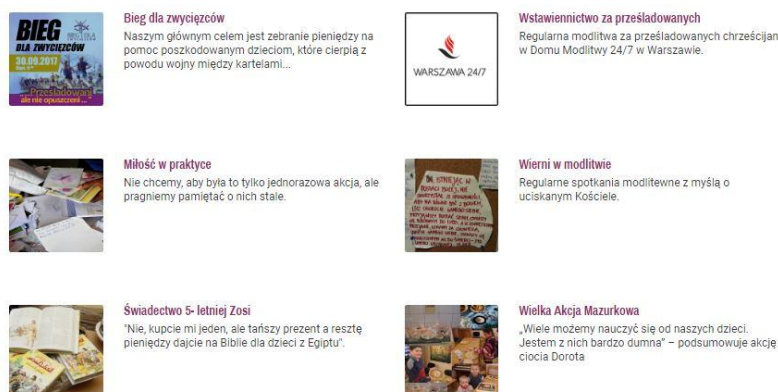 BIEG
DLA ZWYCIĘZCÓW
30.09.2017
Prześladowani
ale nie opuszczeni..."
Bieg dla zwycięzców
Naszym głównym celem jest zebranie pieniędzy na
pomoc poszkodowanym dzieciom, które cierpią z
powodu wojny między kartelami...
WARSZAWA 24/7
Wstawiennictwo za prześladowanych
Regularna modlitwa za prześladowanych chrześcijan
w Domu Modlitwy 24/7 w Warszawie.
Miłość w praktyce
Nie chcemy, aby była to tylko jednorazowa akcja, ale
pragniemy pamiętać o nich stale.
Wierni w modlitwie
Regularne spotkania modlitewne z myślą o
uciskanym Kościele.
Świadectwo 5- letniej Zosi
"Nie, kupcie mi jeden, ale tańszy prezent a resztę
pieniędzy dajcie na Biblie dla dzieci z Egiptu".
Wielka Akcja Mazurkowa
„Wiele możemy nauczyć się od naszych dzieci.
Jestem z nich bardzo dumna" – podsumowuje akcję
ciocia Dorota